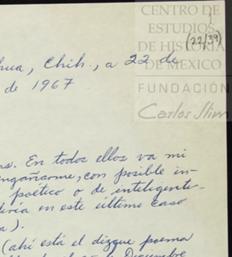 CENTRO DE
ESTUDIOS
DE HISTORIA
DE MEXICO
FUNDACIÓN
Carlos Slim
(22/39)
hua, Chih., a 22 de
de 1967
as. En todos ellos va mi
ngañarme, con posible in-
poético o de inteligente-
en este último caso
a).
(ahí está el dizque poema